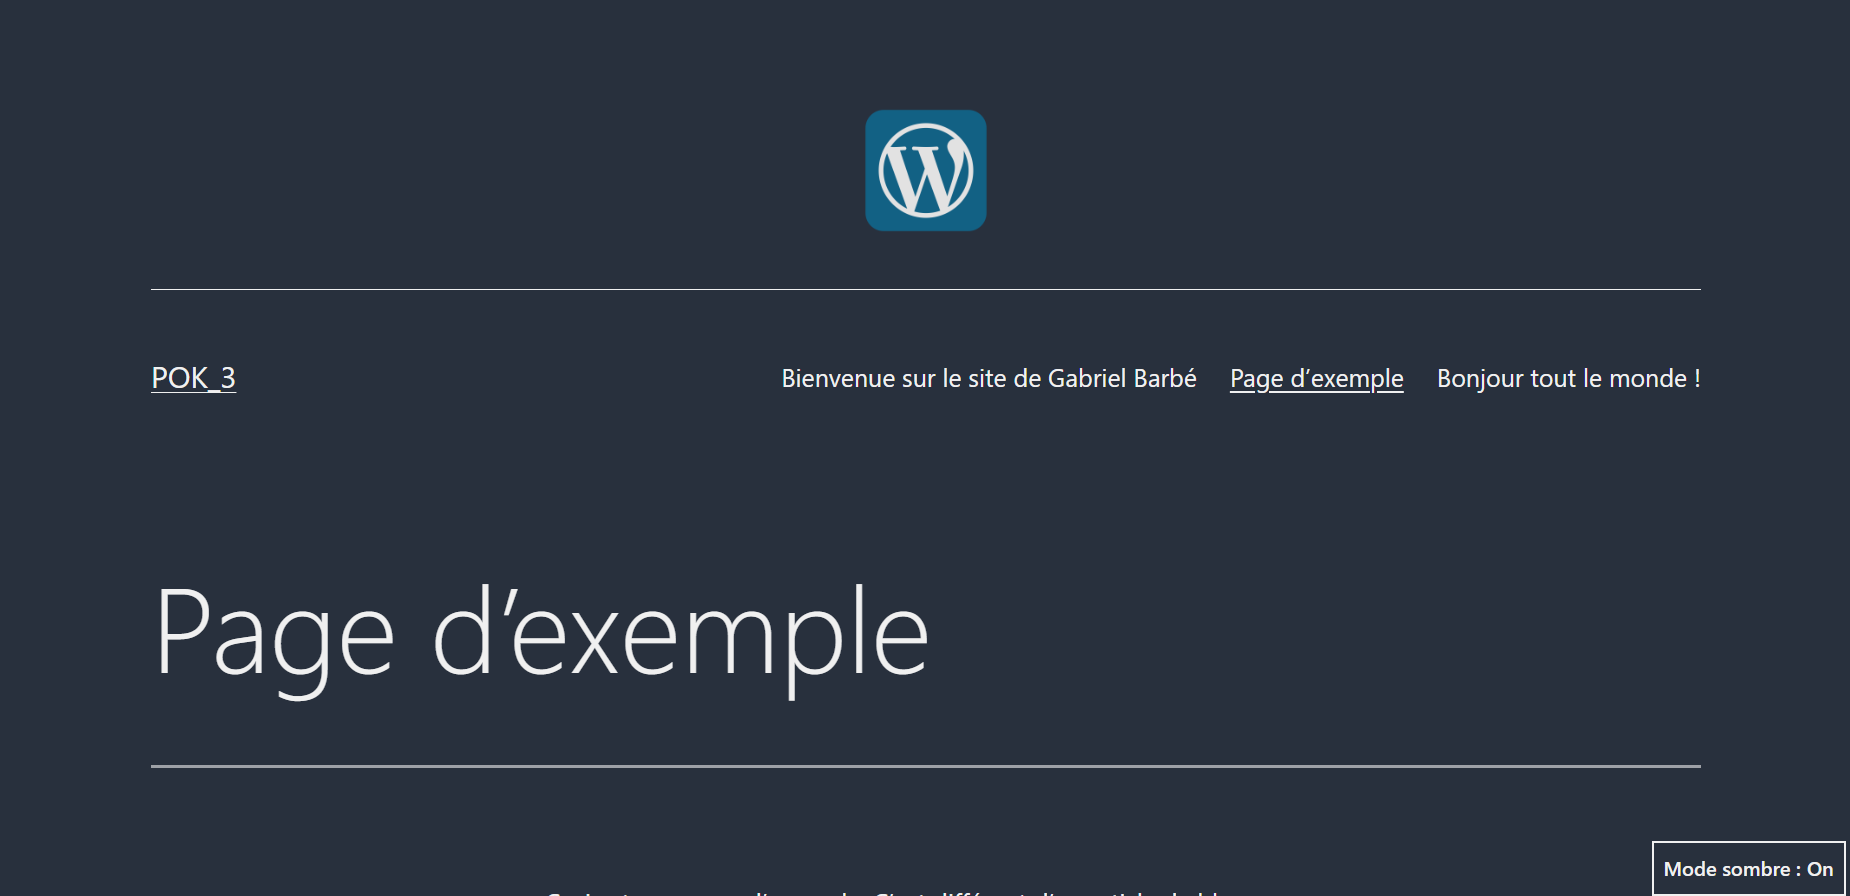 POK_3
Bienvenue sur le site de Gabriel Barbé Page d’exemple Bonjour tout le monde !
Page d’exemple
Mode sombre : On